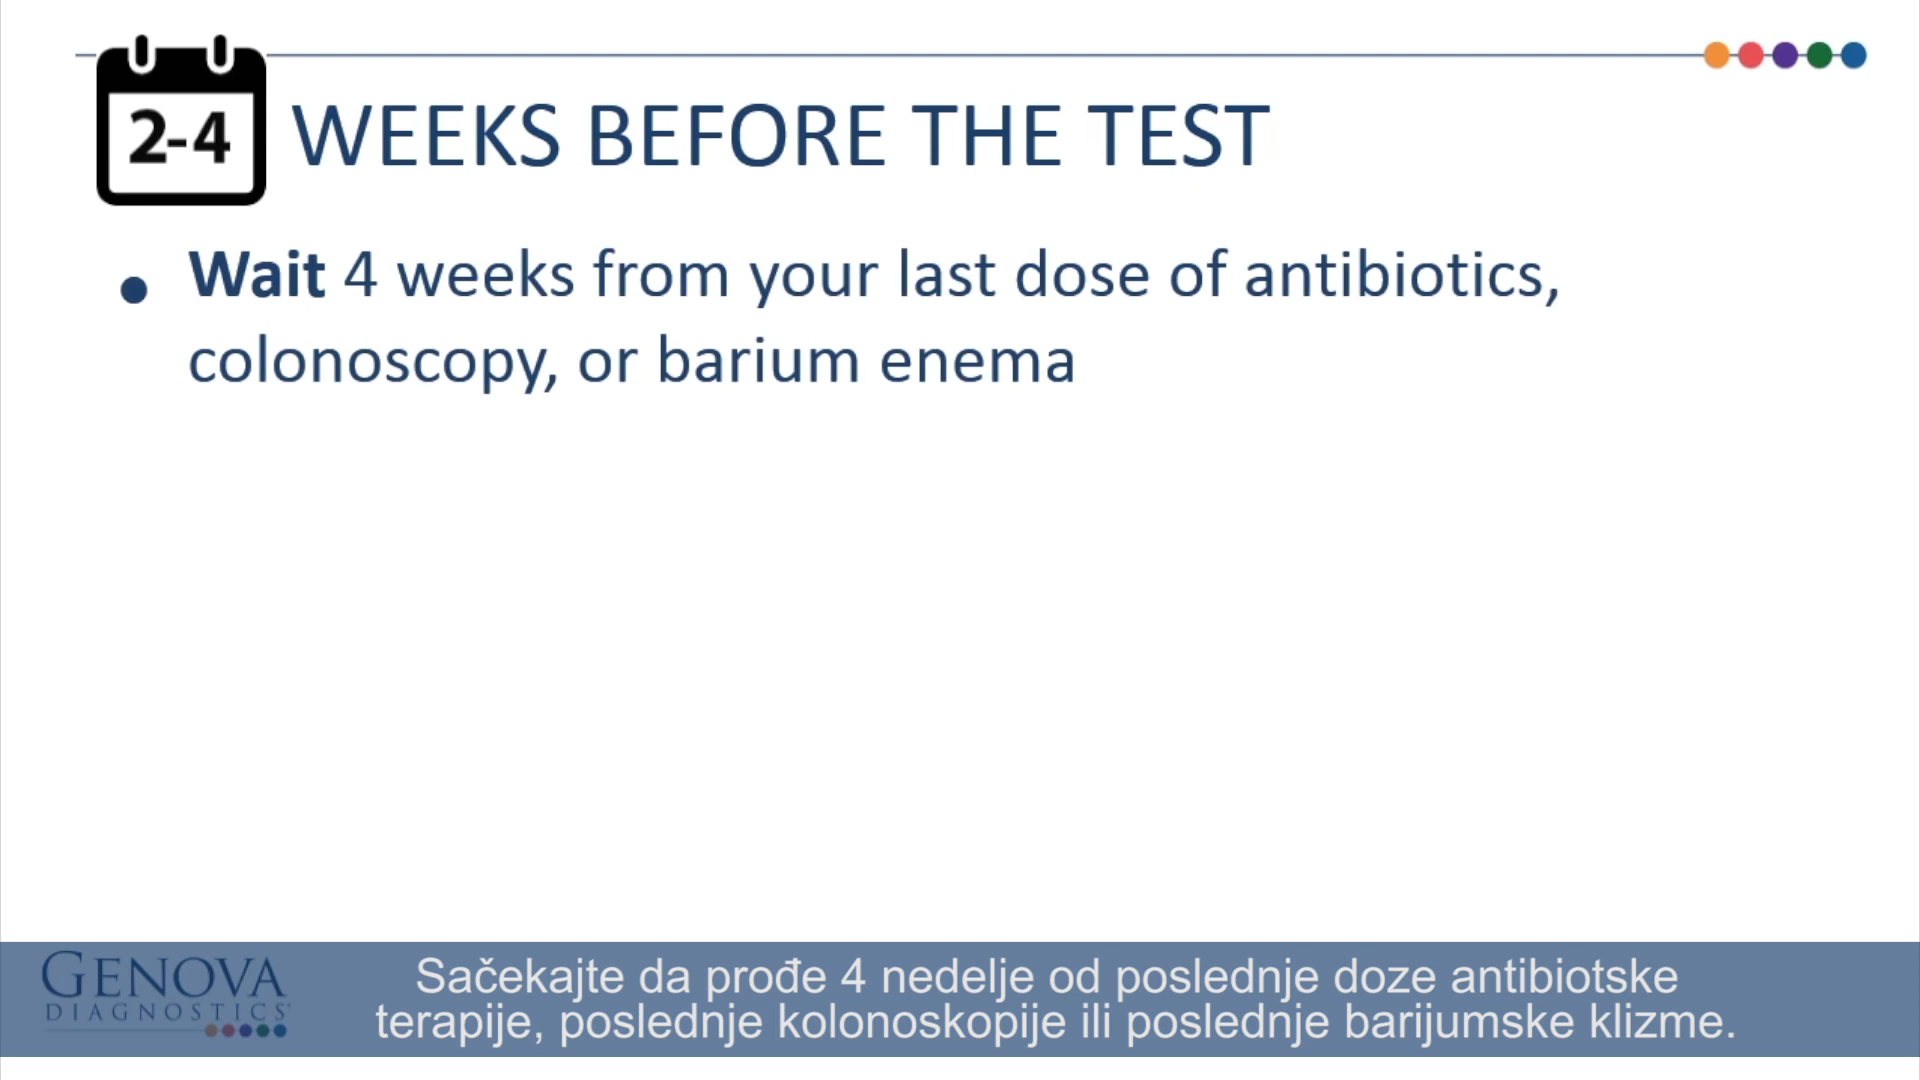 2-4
WEEKS BEFORE THE TEST
• Wait 4 weeks from your last dose of antibiotics,
colonoscopy, or barium enema
GENOVA
DIAGNOSTICS®
Sačekajte da prođe 4 nedelje od poslednje doze antibiotske
terapije, poslednje kolonoskopije ili poslednje barijumske klizme.